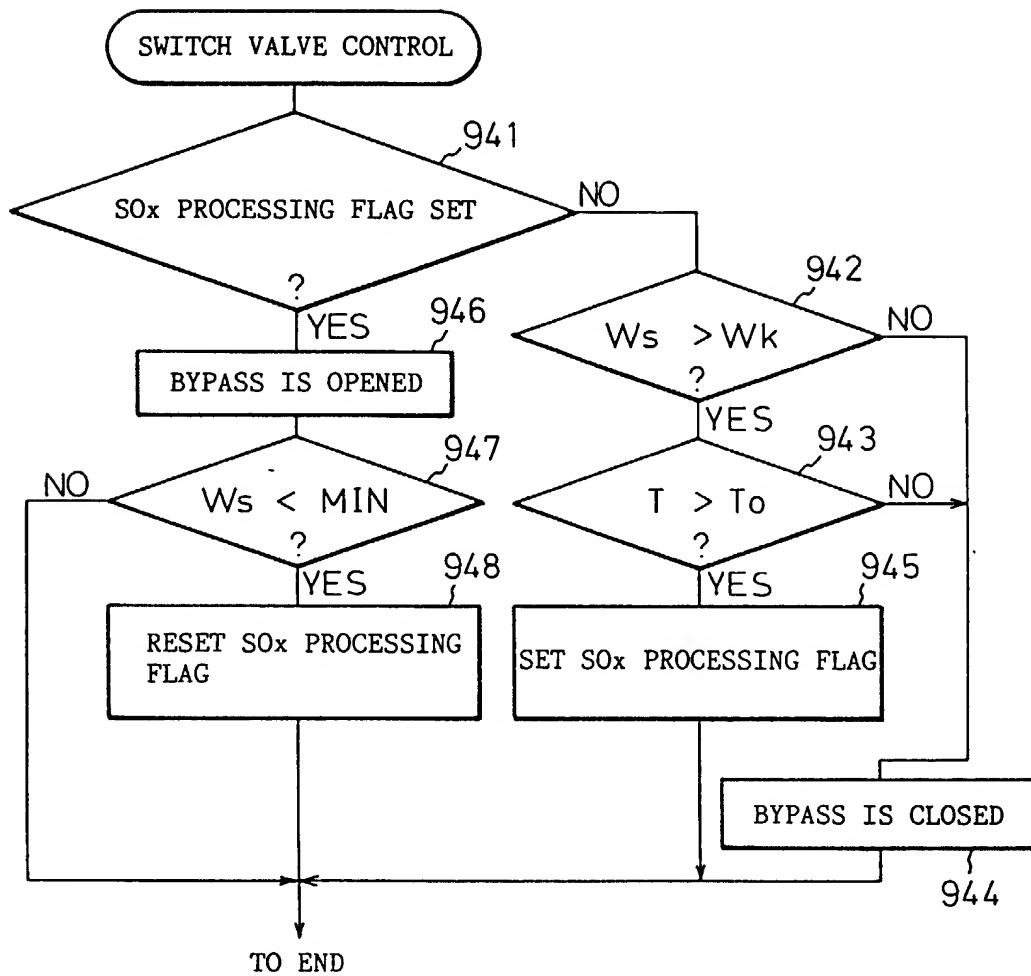 SWITCH VALVE CONTROL
941
SOx PROCESSING FLAG SET
?
NO
YES
946
BYPASS IS OPENED
942
Ws > Wk
?
NO
YES
947
Ws < MIN
?
NO
YES
943
T > To
?
NO
YES
948
RESET SOx PROCESSING
FLAG
945
SET SOx PROCESSING FLAG
BYPASS IS CLOSED
944
TO END